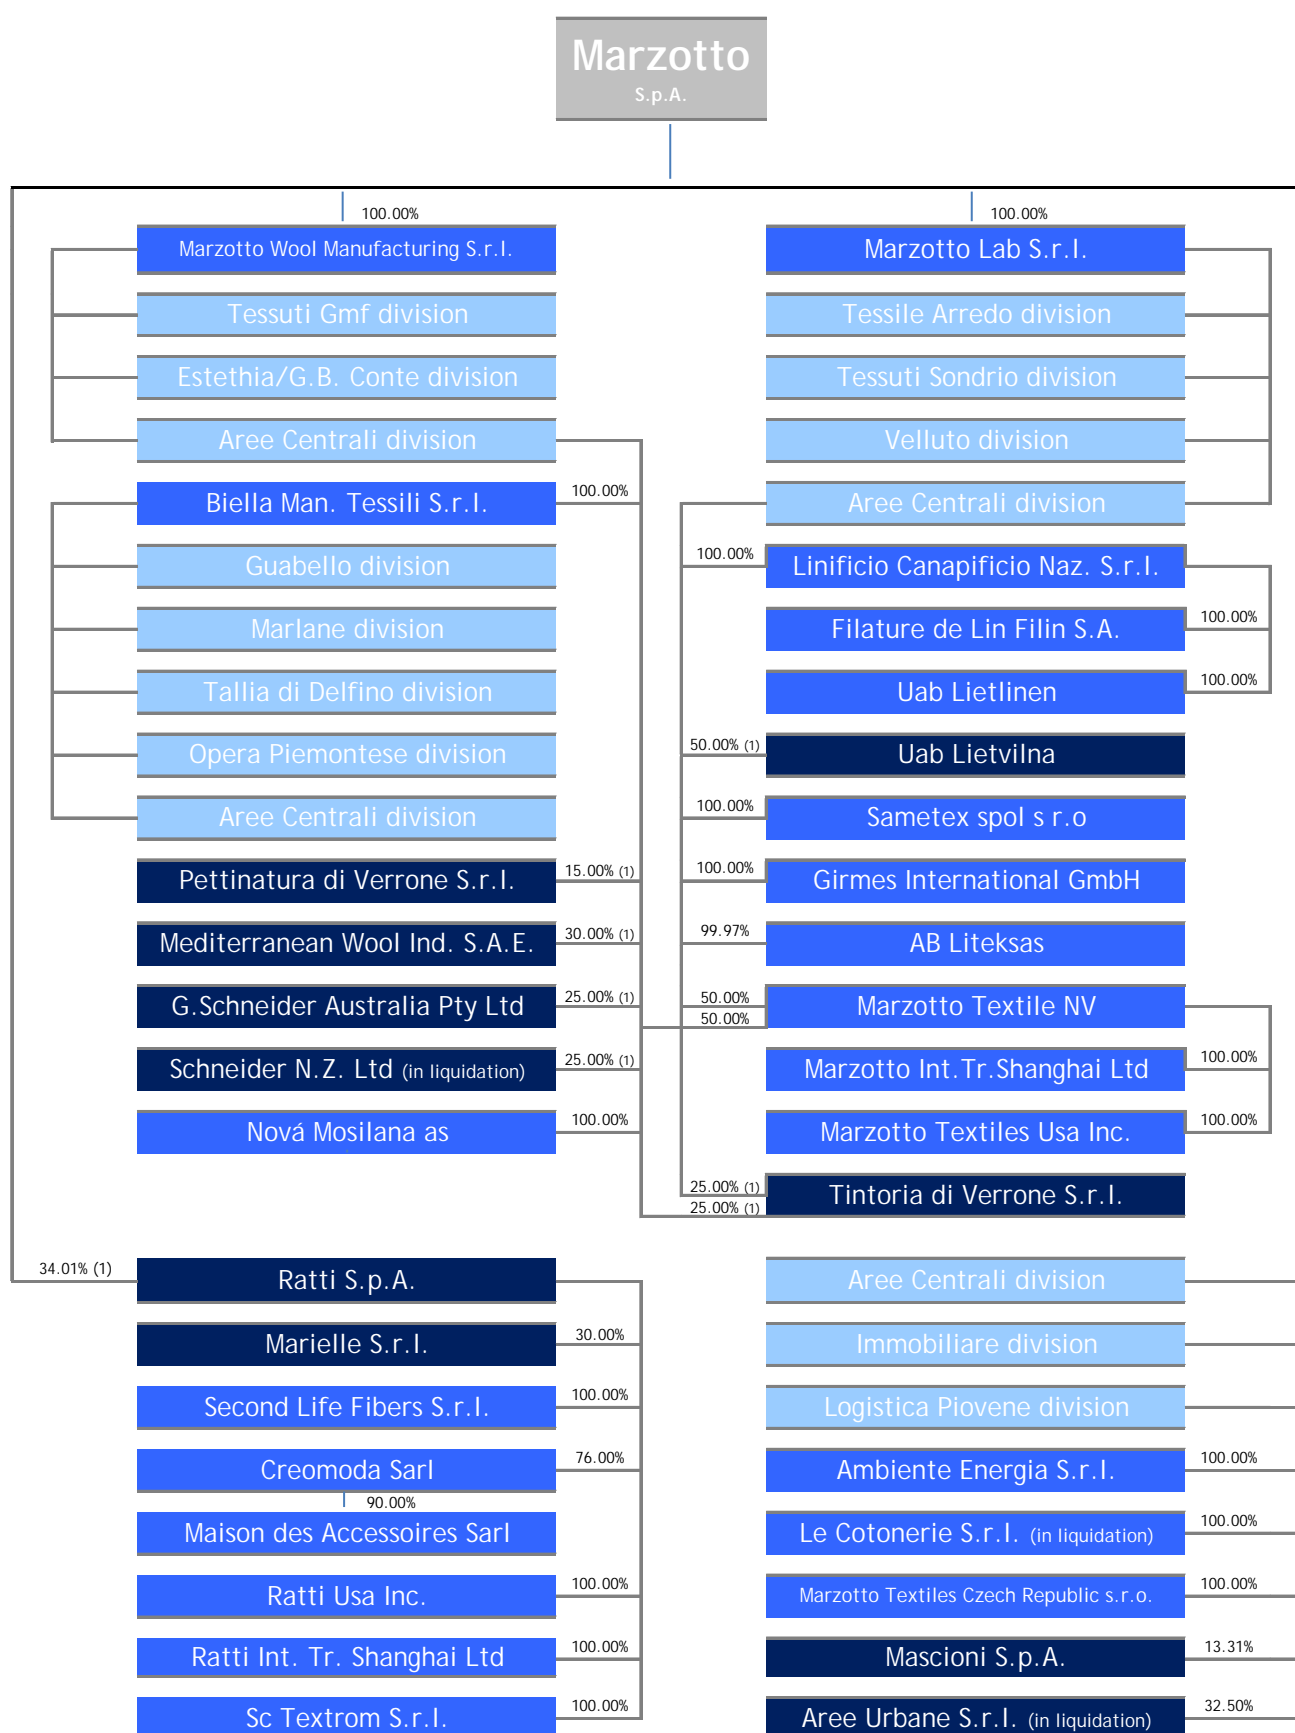 Marzotto
S.p.A.
100.00%
Marzotto Wool Manufacturing S.r.l.
Tessuti Gmf division
Estethia/G.B. Conte division
Aree Centrali division
Biella Man. Tessili S.r.l.
100.00%
Guabello division
Marlane division
Tallia di Delfino division
Opera Piemontese division
Aree Centrali division
Pettinatura di Verrone S.r.l.
15.00% (1)
Mediterranean Wool Ind. S.A.E.
30.00% (1)
G.Schneider Australia Pty Ltd
25.00% (1)
Schneider N.Z. Ltd (in liquidation)
25.00% (1)
Nová Mosilana as
100.00%
100.00%
Marzotto Lab S.r.l.
Tessile Arredo division
Tessuti Sondrio division
Velluto division
Aree Centrali division
100.00%
Linificio Canapificio Naz. S.r.l.
Filature de Lin Filin S.A.
100.00%
Uab Lietlinen
100.00%
50.00% (1)
Uab Lietvilna
100.00%
Sametex spol s r.o
100.00%
Girmes International GmbH
99.97%
AB Liteksas
50.00%
50.00%
Marzotto Textile NV
Marzotto Int.Tr.Shanghai Ltd
100.00%
Marzotto Textiles Usa Inc.
100.00%
25.00% (1)
25.00% (1)
Tintoria di Verrone S.r.l.
34.01% (1)
Ratti S.p.A.
Marielle S.r.l.
30.00%
Second Life Fibers S.r.l.
100.00%
Creomoda Sarl
76.00%
90.00%
Maison des Accessoires Sarl
Ratti Usa Inc.
100.00%
Ratti Int. Tr. Shanghai Ltd
100.00%
Sc Textrom S.r.l.
100.00%
Aree Centrali division
Immobiliare division
Logistica Piovene division
Ambiente Energia S.r.l.
100.00%
Le Cotonerie S.r.l. (in liquidation)
100.00%
Marzotto Textiles Czech Republic s.r.o.
100.00%
Mascioni S.p.A.
13.31%
Aree Urbane S.r.l. (in liquidation)
32.50%